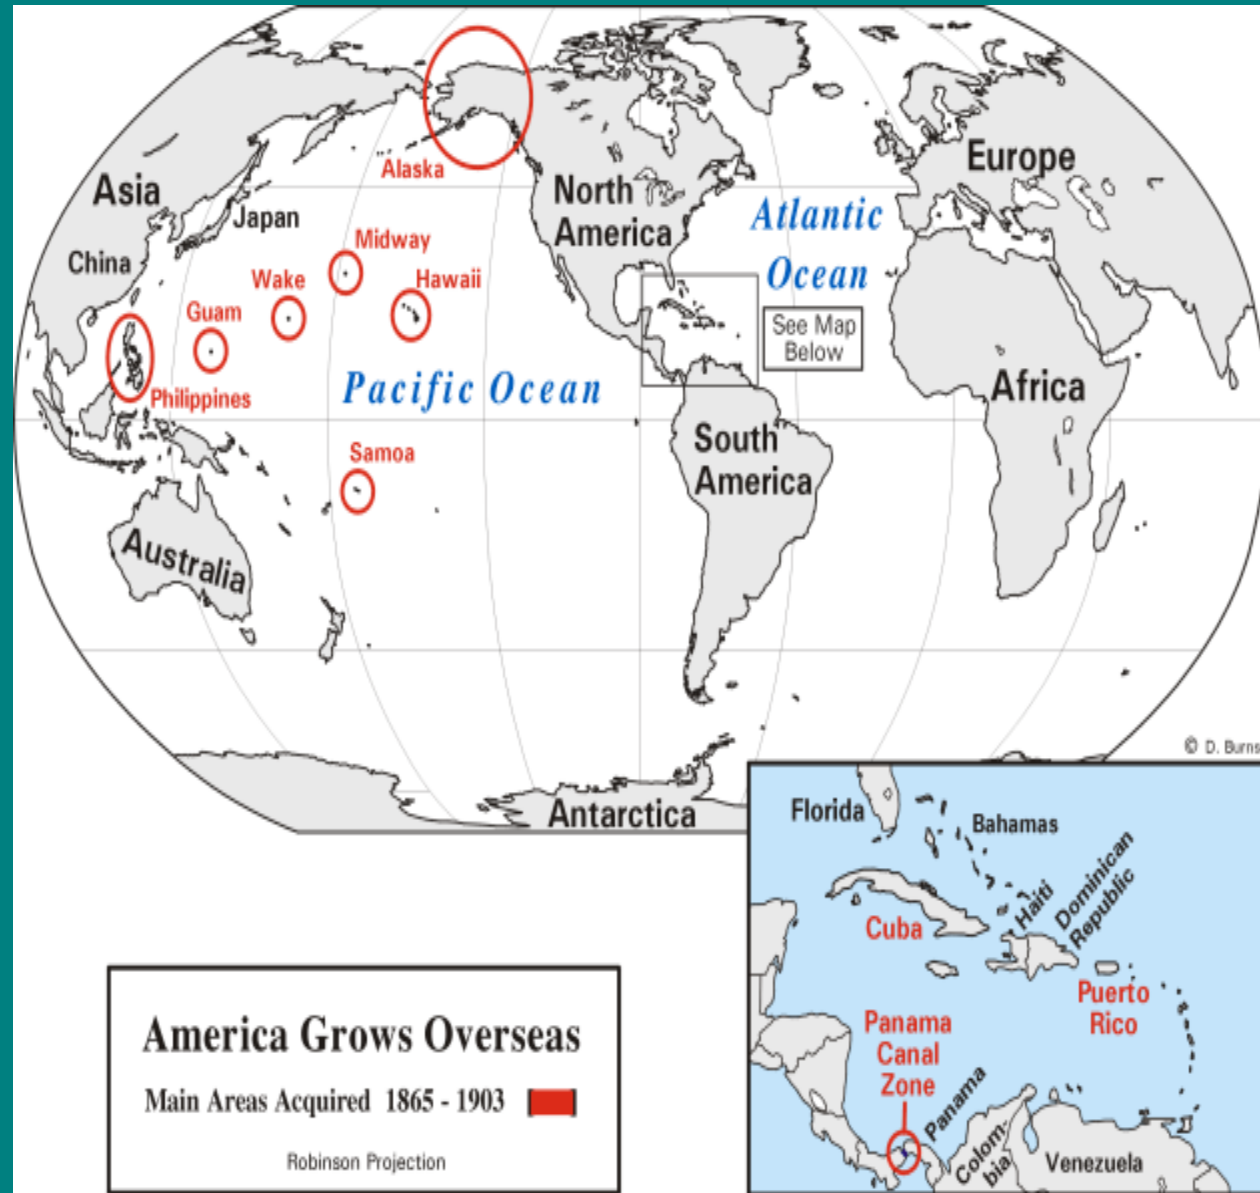 Alaska
Asia
Japan
China
Midway
Wake
Hawaii
Guam
Philippines
Pacific Ocean
Samoa
Australia
North
America
Atlantic
Ocean
Europe
See Map
Below
Africa
South
America
Antarctica
© D. Burns
Florida
Bahamas
Haiti
Dominican
Republic
Cuba
Puerto
Rico
Panama
Canal
Zone
Panama
Colom-
bia
Venezuela
America Grows Overseas
Main Areas Acquired 1865 - 1903
Robinson Projection